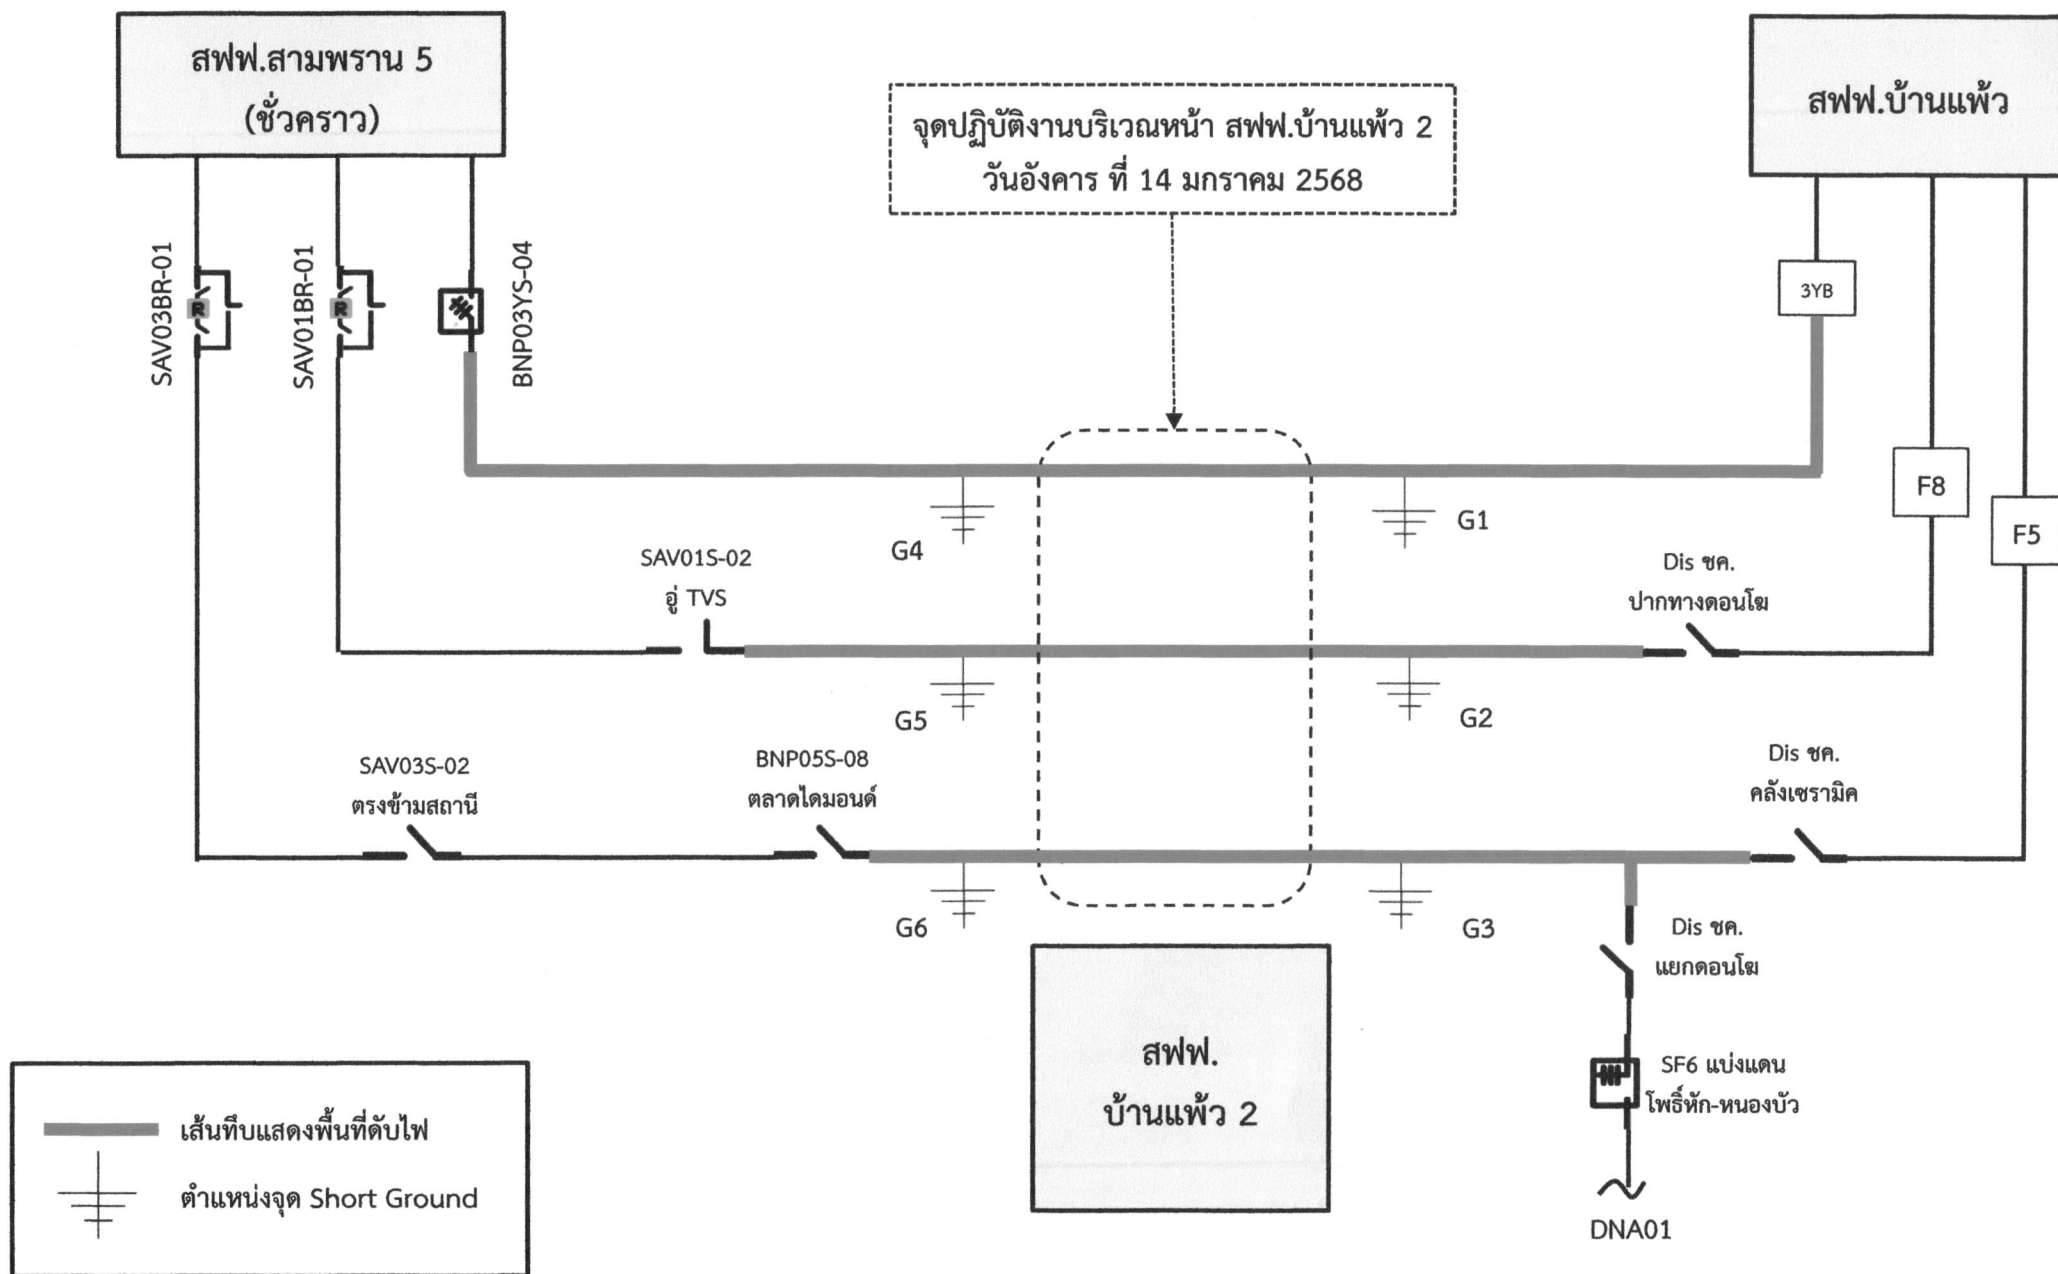 สฟฟ.สามพราน 5
(ชั่วคราว)
สฟฟ.บ้านแพ้ว
จุดปฏิบัติงานบริเวณหน้า สฟฟ.บ้านแพ้ว 2
วันอังคาร ที่ 14 มกราคม 2568
SAV03BR-01
R
SAV01BR-01
R
BNP03YS-04
3YB
F8
F5
G4
G1
SAV01S-02
อู่ TVS
Dis ชค.
ปากทางดอนโฆ
G5
G2
SAV03S-02
ตรงข้ามสถานี
BNP05S-08
ตลาดไดมอนด์
Dis ชค.
คลังเซรามิค
G6
G3
Dis ชค.
แยกดอนโฆ
สฟฟ.
บ้านแพ้ว 2
SF6 แบ่งแดน
โพธิ์หัก-หนองบัว
DNA01
เส้นทึบแสดงพื้นที่ดับไฟ
ตำแหน่งจุด Short Ground